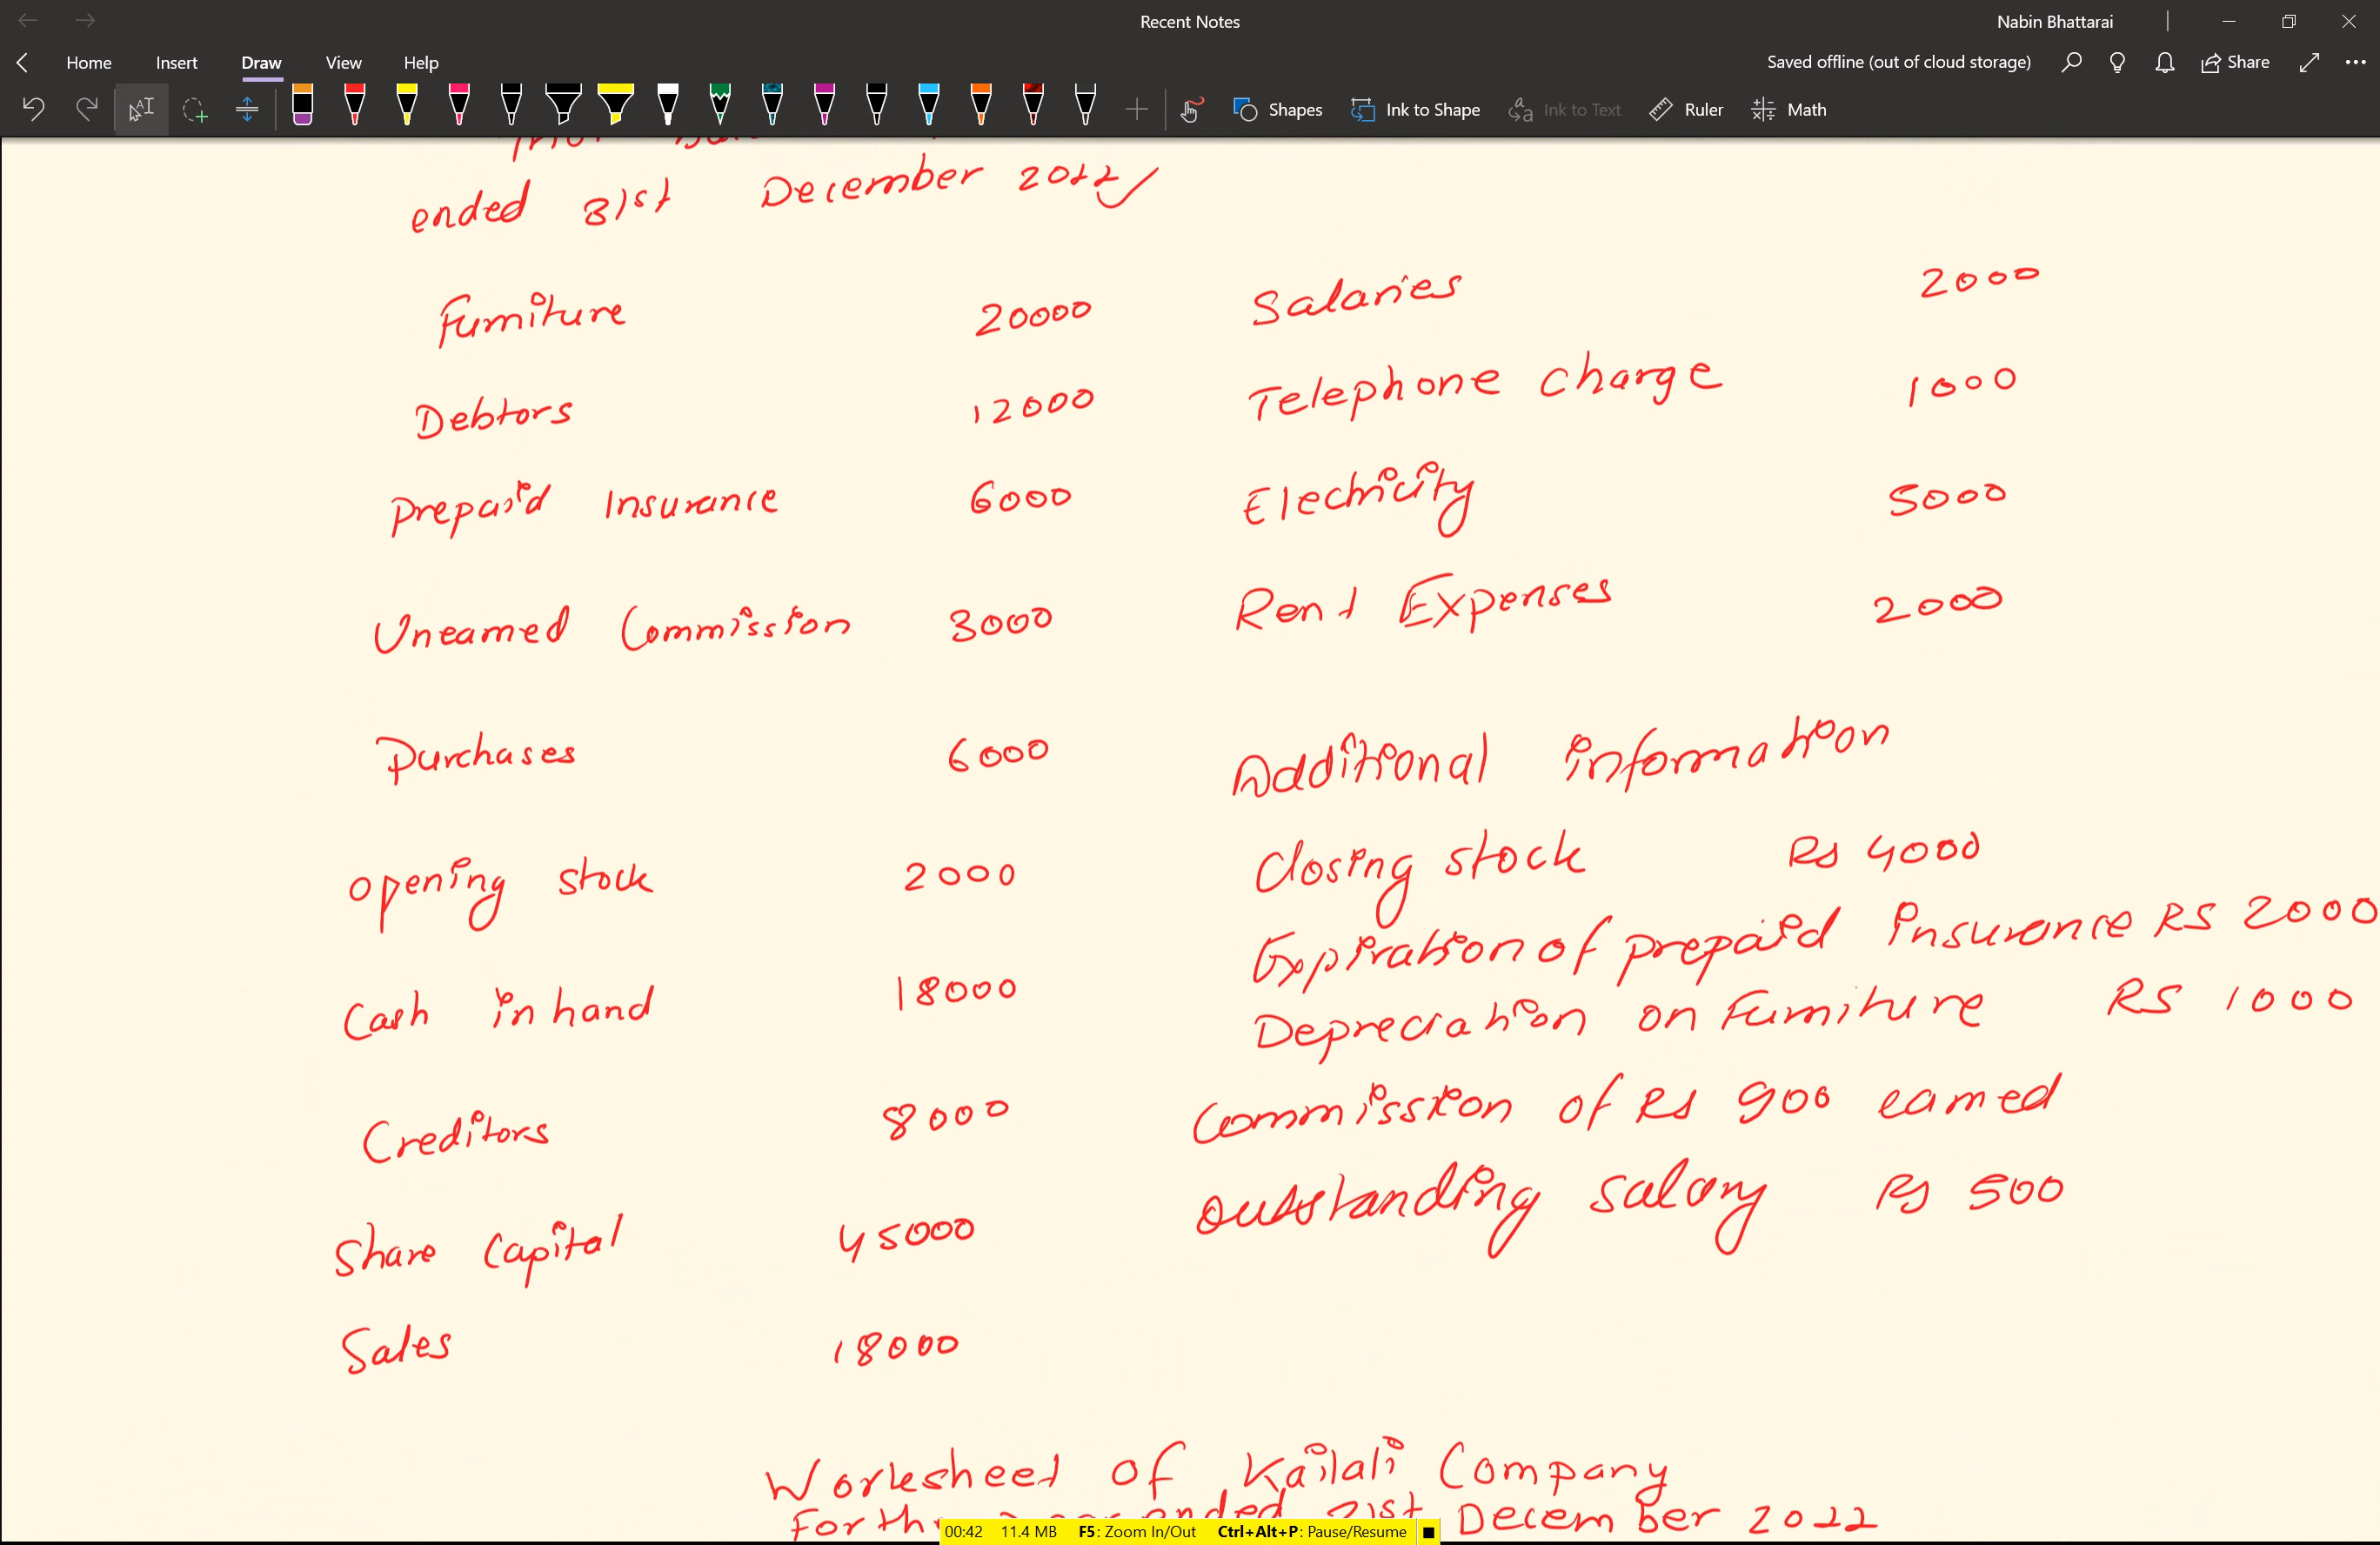 Recent Notes
Nabin Bhattarai
Home Insert Draw View Help
Saved offline (out of cloud storage)
Share
Shapes
Ink to Shape
Ink to Text
Ruler
Math
ended 31st December 2022
Furniture 20000
Debtors 12000
Prepaid Insurance 6000
Unearned Commission 3000
Purchases 6000
Opening stock 2000
Cash in hand 18000
Creditors 8000
Share Capital 45000
Sales 18000
Salaries 2000
Telephone charge 1000
Electricity 5000
Rent Expenses 2000
Additional information
Closing stock Rs 4000
Expiration of prepaid insurance RS 2000
Depreciation on Furniture RS 1000
Commission of Rs 900 earned
Outstanding salary Rs 500
Worksheet of Kailali Company
For the ended 31st December 2022
00:42 11.4 MB F5: Zoom In/Out Ctrl+Alt+P: Pause/Resume